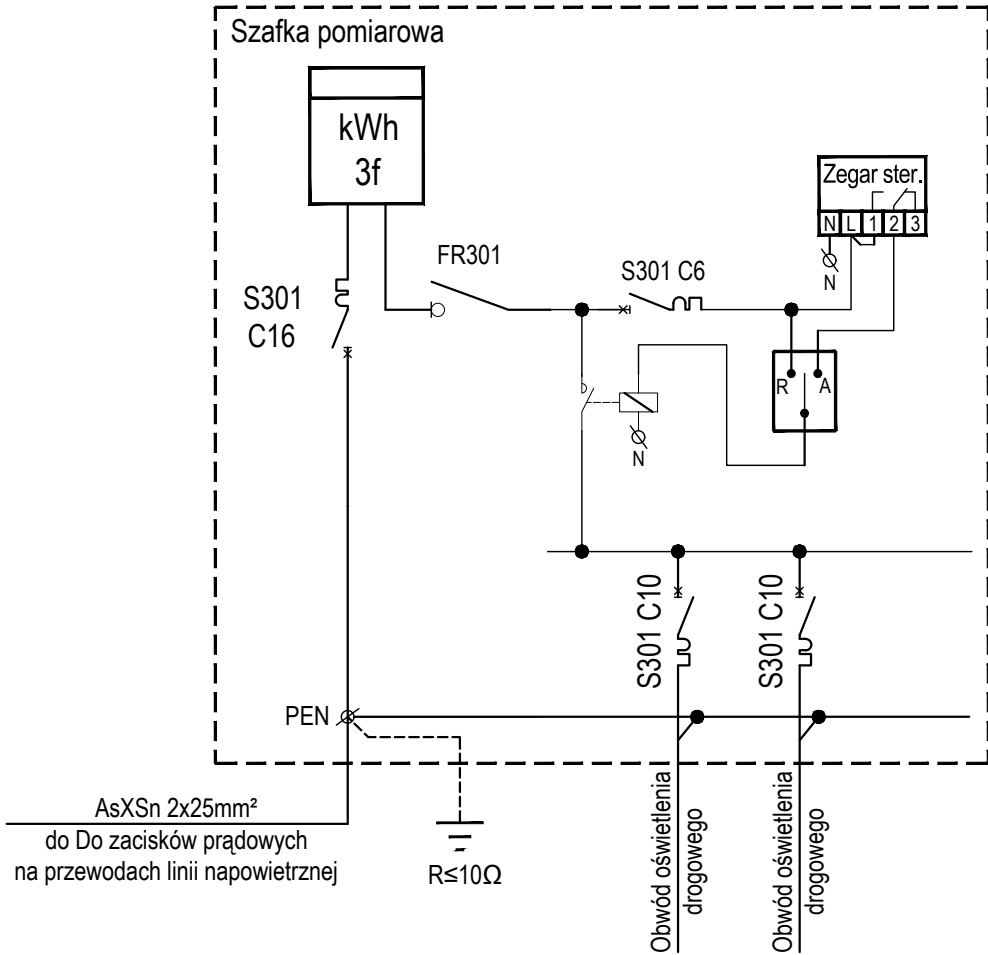 Szafka pomiarowa
kWh
3f
Zegar ster.
N L 1 2 3
N
FR301
S301 C6
S301
C16
R A
N
S301 C10
S301 C10
PEN
AsXSn 2x25mm²
do Do zacisków prądowych
na przewodach linii napowietrznej
R≤10Ω
Obwód oświetlenia
drogowego
Obwód oświetlenia
drogowego